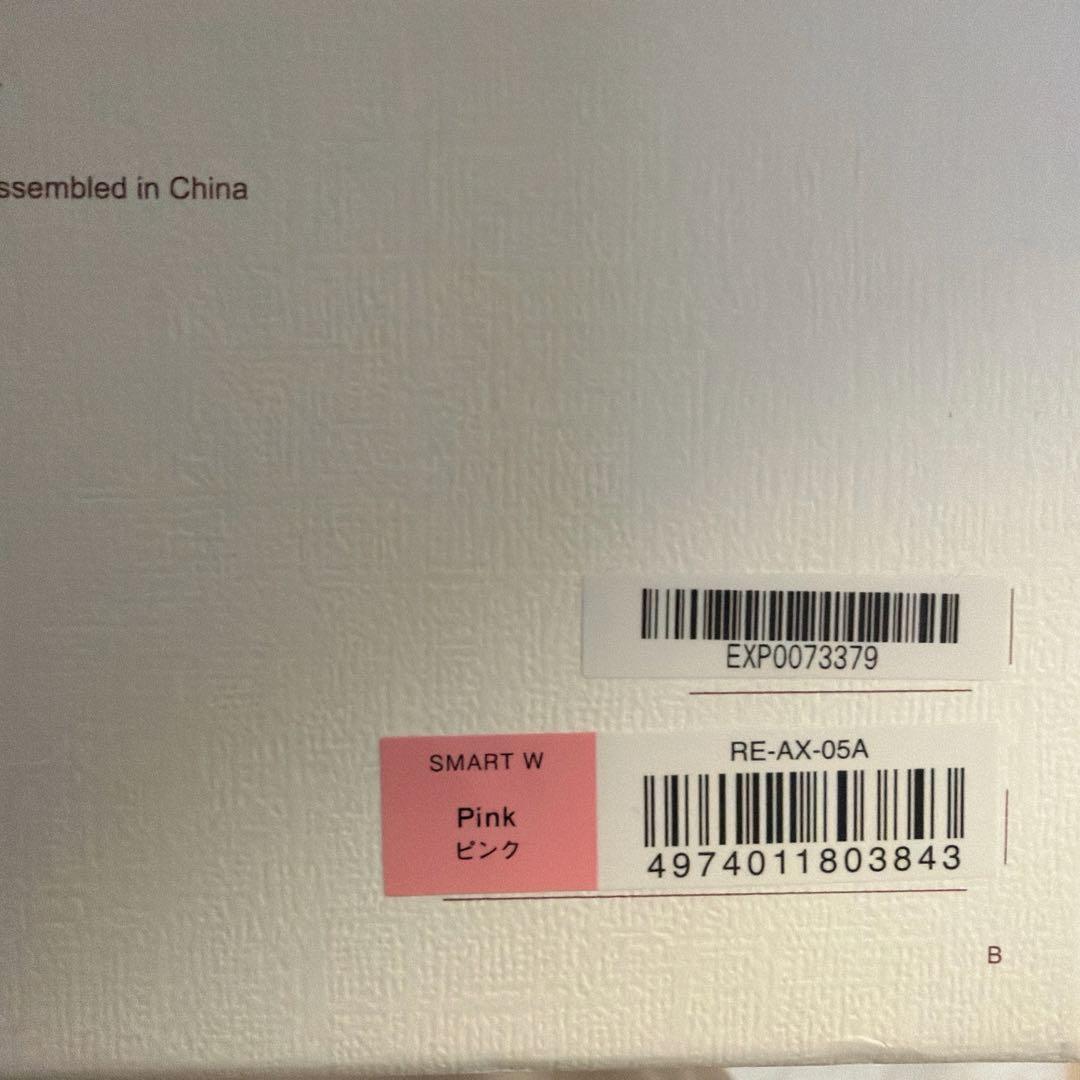 ssembled in China
EXP0073379
SMART W
Pink
ピンク
RE-AX-05A
4974011803843
B